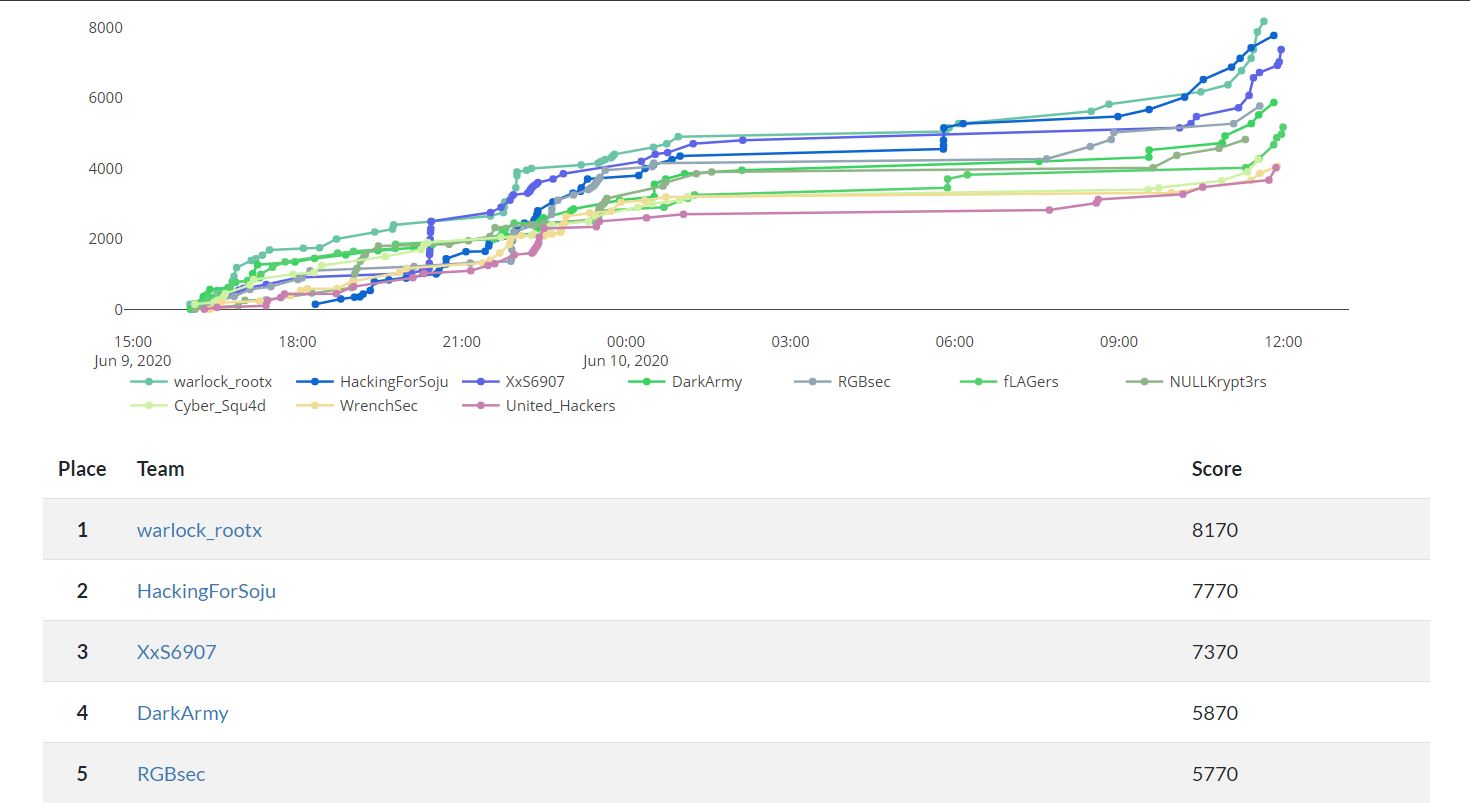 8000
6000
4000
2000
0
15:00 18:00 21:00 00:00 03:00 06:00 09:00 12:00
Jun 9, 2020 Jun 10, 2020
warlock_rootx HackingForSoju XxS6907 DarkArmy RGBsec fLAGers NULLKrypt3rs
Cyber_Squ4d WrenchSec United_Hackers
Place Team Score
1 warlock_rootx 8170
2 HackingForSoju 7770
3 XxS6907 7370
4 DarkArmy 5870
5 RGBsec 5770